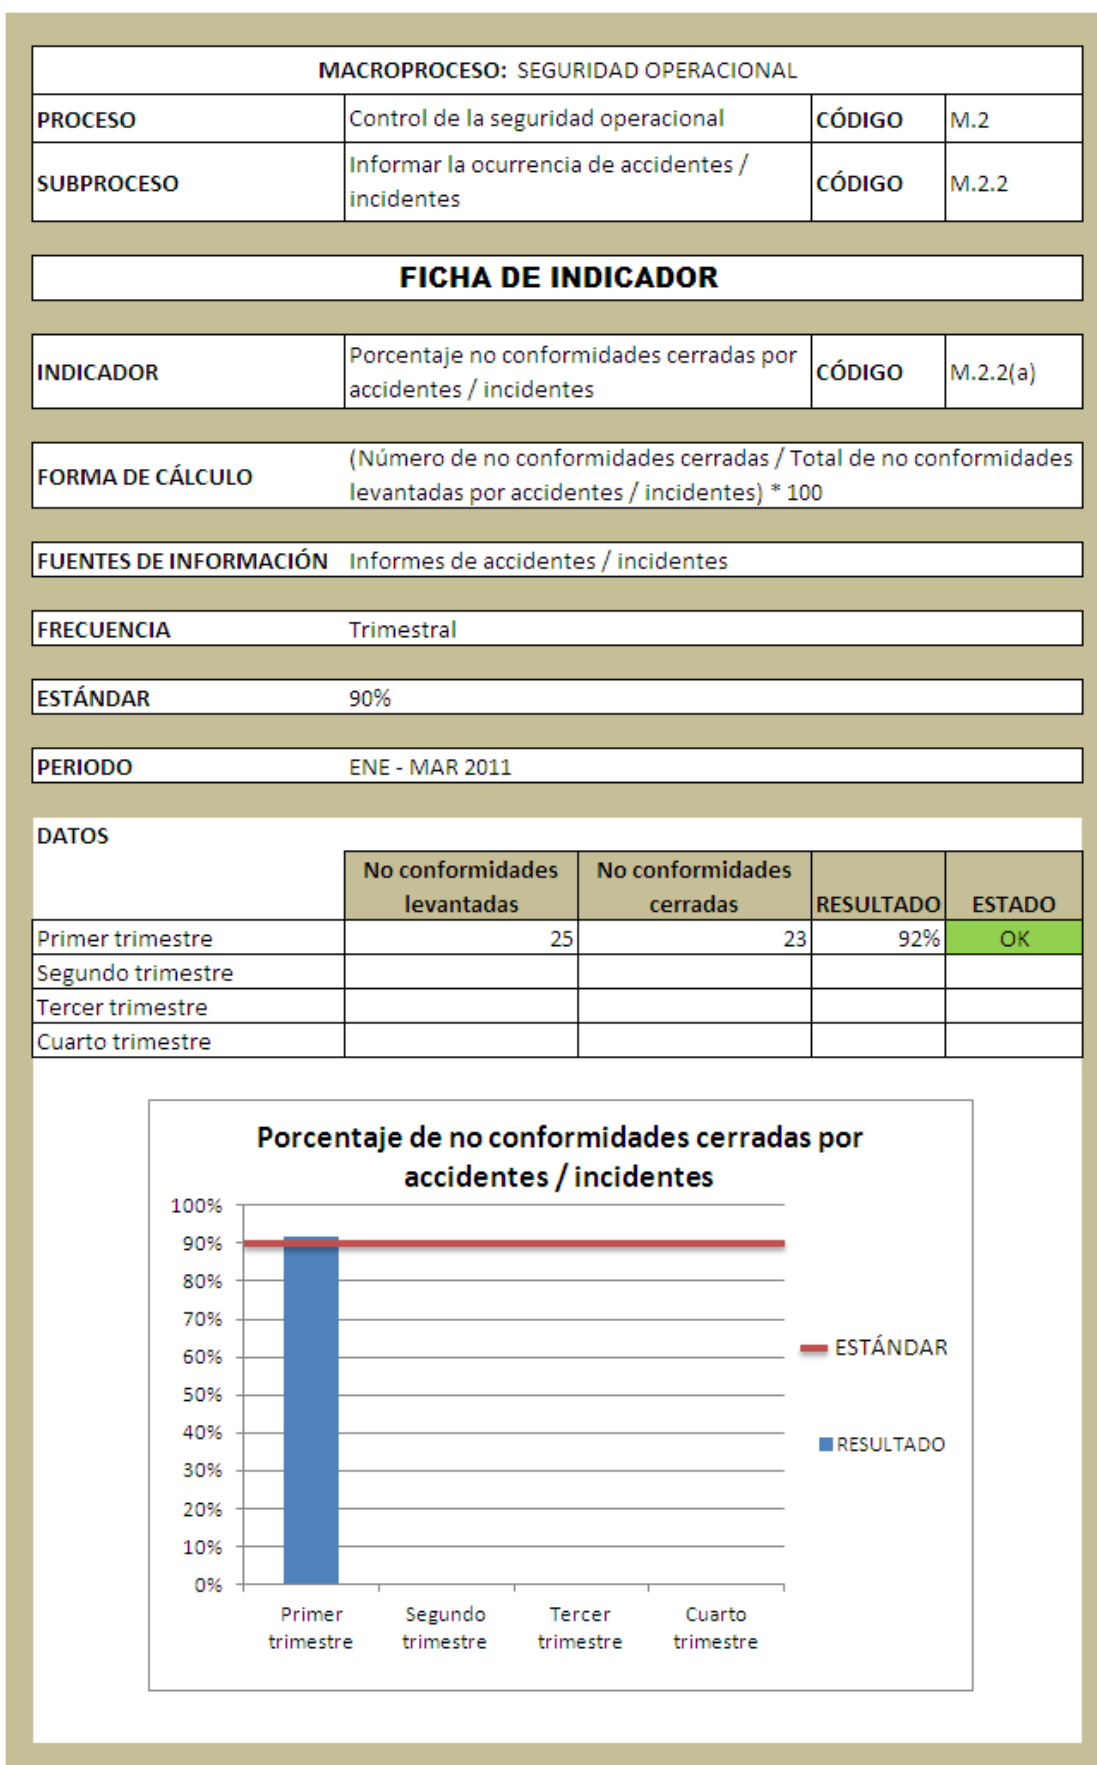 MACROPROCESO: SEGURIDAD OPERACIONAL
PROCESO Control de la seguridad operacional CÓDIGO M.2
SUBPROCESO Informar la ocurrencia de accidentes / incidentes CÓDIGO M.2.2
FICHA DE INDICADOR
INDICADOR Porcentaje no conformidades cerradas por accidentes / incidentes CÓDIGO M.2.2(a)
FORMA DE CÁLCULO (Número de no conformidades cerradas / Total de no conformidades levantadas por accidentes / incidentes) * 100
FUENTES DE INFORMACIÓN Informes de accidentes / incidentes
FRECUENCIA Trimestral
ESTÁNDAR 90%
PERIODO ENE - MAR 2011
DATOS
No conformidades levantadas No conformidades cerradas RESULTADO ESTADO
Primer trimestre 25 23 92% OK
Segundo trimestre
Tercer trimestre
Cuarto trimestre
Porcentaje de no conformidades cerradas por
accidentes / incidentes
100%
90%
80%
70%
60%
50%
40%
30%
20%
10%
0%
ESTÁNDAR
RESULTADO
Primer trimestre
Segundo trimestre
Tercer trimestre
Cuarto trimestre